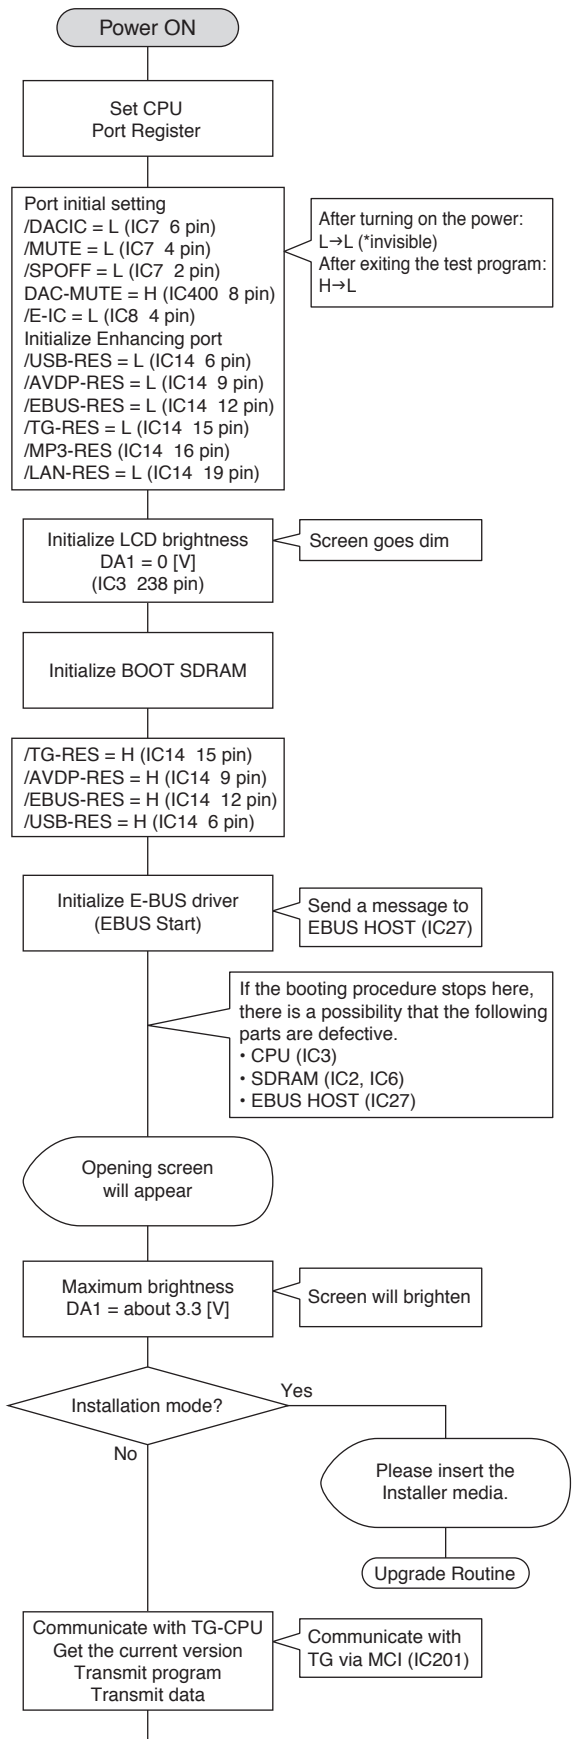 Power ON
Set CPU
Port Register
Port initial setting
/DACIC = L (IC7  6 pin)
/MUTE = L (IC7  4 pin)
/SPOFF = L (IC7  2 pin)
DAC-MUTE = H (IC400  8 pin)
/E-IC = L (IC8  4 pin)
Initialize Enhancing port
/USB-RES = L (IC14  6 pin)
/AVDP-RES = L (IC14  9 pin)
/EBUS-RES = L (IC14  12 pin)
/TG-RES = L (IC14  15 pin)
/MP3-RES (IC14  16 pin)
/LAN-RES = L (IC14  19 pin)
After turning on the power:
L→L (*invisible)
After exiting the test program:
H→L
Initialize LCD brightness
DA1 = 0 [V]
(IC3  238 pin)
Screen goes dim
Initialize BOOT SDRAM
/TG-RES = H (IC14  15 pin)
/AVDP-RES = H (IC14  9 pin)
/EBUS-RES = H (IC14  12 pin)
/USB-RES = H (IC14  6 pin)
Initialize E-BUS driver
(EBUS Start)
Send a message to
EBUS HOST (IC27)
If the booting procedure stops here,
there is a possibility that the following
parts are defective.
• CPU (IC3)
• SDRAM (IC2, IC6)
• EBUS HOST (IC27)
Opening screen
will appear
Maximum brightness
DA1 = about 3.3 [V]
Screen will brighten
Installation mode?
Yes
No
Please insert the
Installer media.
Upgrade Routine
Communicate with TG-CPU
Get the current version
Transmit program
Transmit data
Communicate with
TG via MCI (IC201)